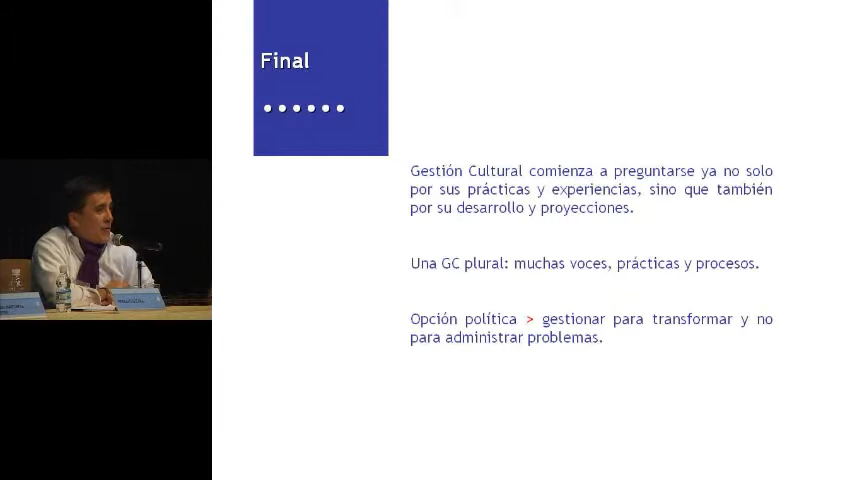 Final
Gestión Cultural comienza a preguntarse ya no solo
por sus prácticas y experiencias, sino que también
por su desarrollo y proyecciones.
Una GC plural: muchas voces, prácticas y procesos.
Opción política > gestionar para transformar y no
para administrar problemas.